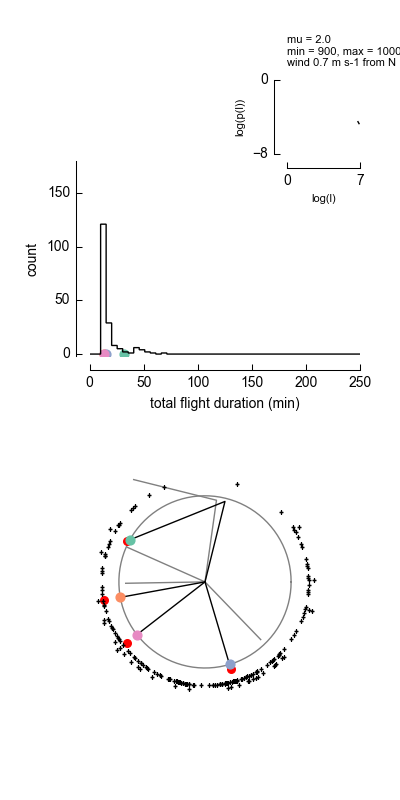 mu = 2.0
min = 900, max = 1000
wind 0.7 m s-1 from N
0
log(p(l))
−8
0 7
log(l)
150
100
count
50
0
0 50 100 150 200 250
total flight duration (min)